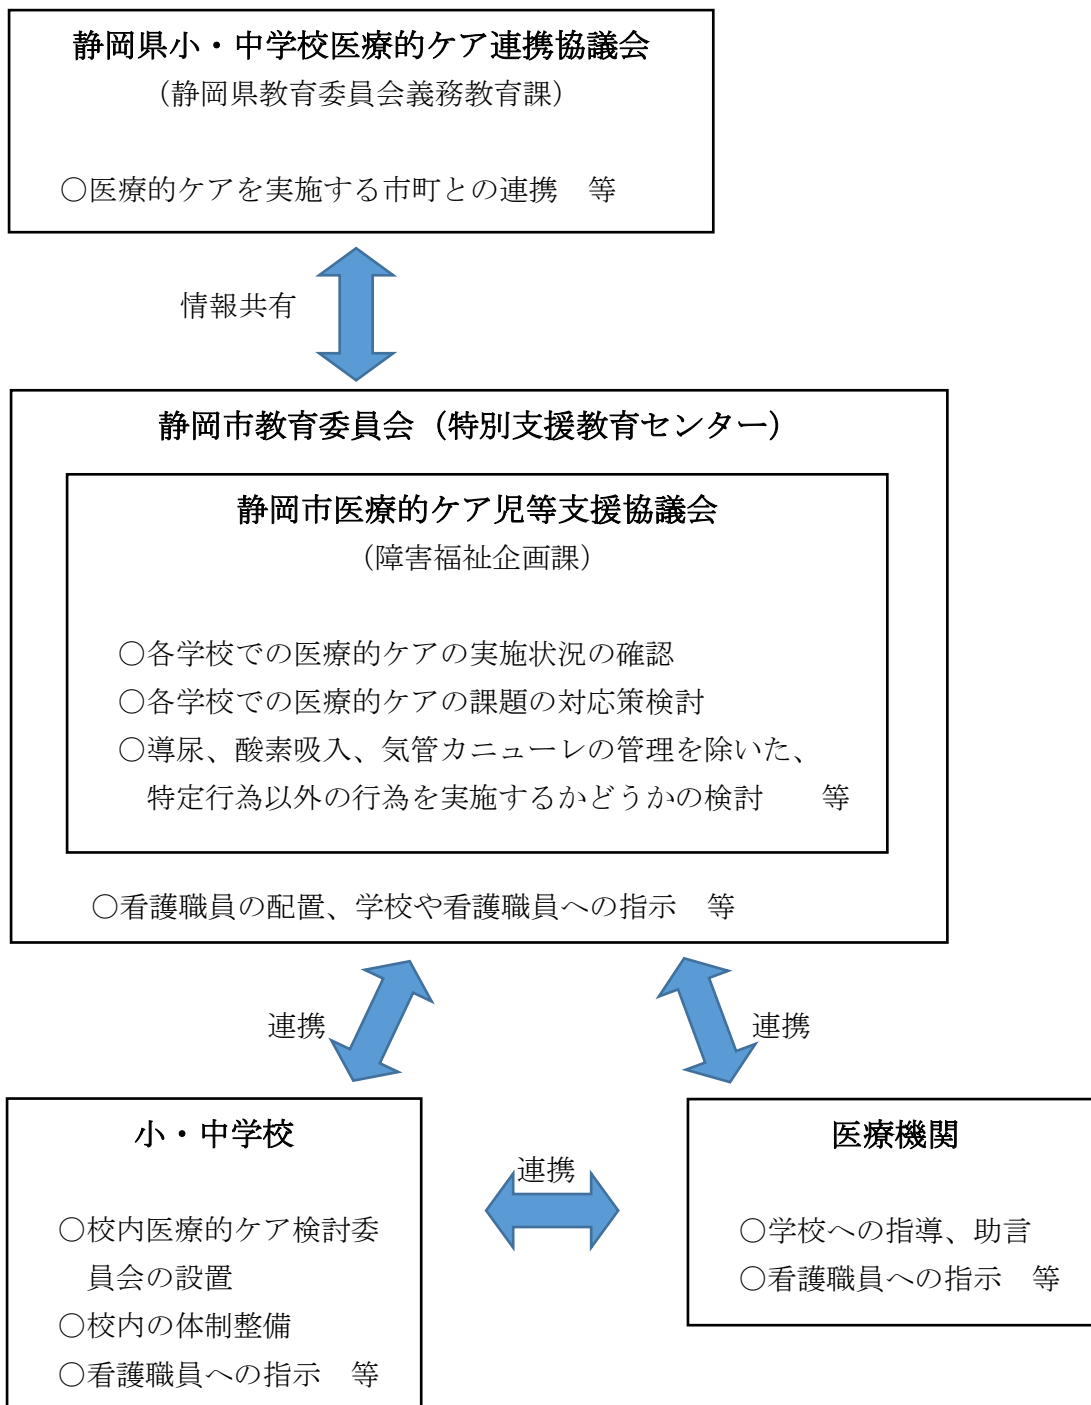 静岡県小・中学校医療的ケア連携協議会
（静岡県教育委員会義務教育課）
○医療的ケアを実施する市町との連携　等
情報共有
静岡市教育委員会（特別支援教育センター）
静岡市医療的ケア児等支援協議会
（障害福祉企画課）
○各学校での医療的ケアの実施状況の確認
○各学校での医療的ケアの課題の対応策検討
○導尿、酸素吸入、気管カニューレの管理を除いた、
特定行為以外の行為を実施するかどうかの検討　　等
○看護職員の配置、学校や看護職員への指示　等
連携
連携
小・中学校
○校内医療的ケア検討委
員会の設置
○校内の体制整備
○看護職員への指示　等
連携
医療機関
○学校への指導、助言
○看護職員への指示　等